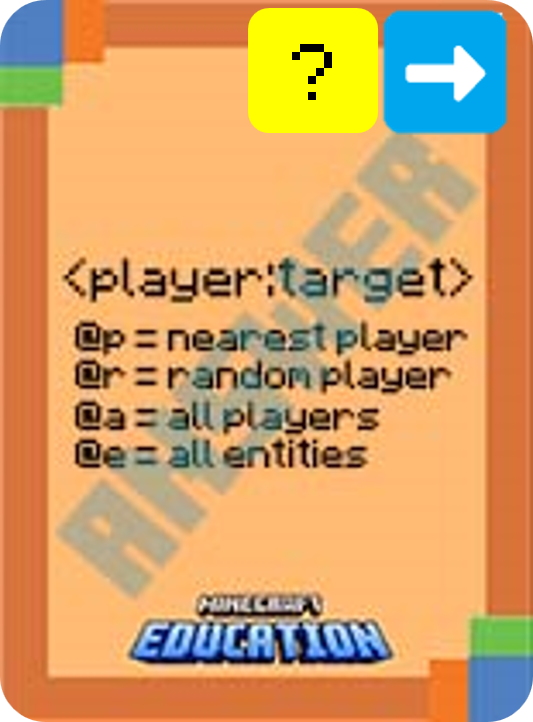 ?
<player:target>
@p = nearest player
@r = random player
@a = all players
@e = all entities
ANSWER
MINECRAFT
EDUCATION